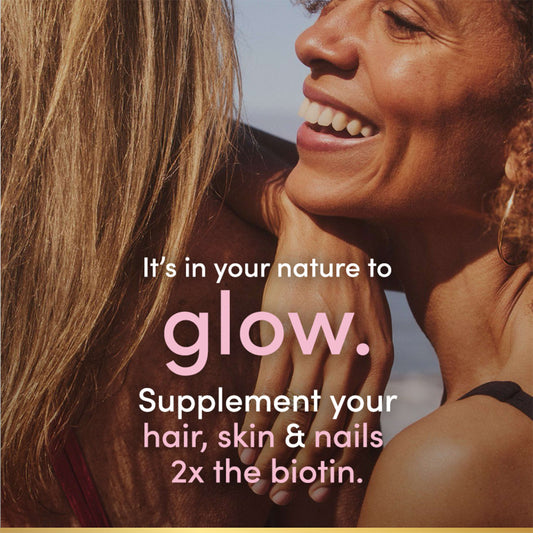 It's in your nature to
glow.
Supplement your
hair, skin & nails
2x the biotin.